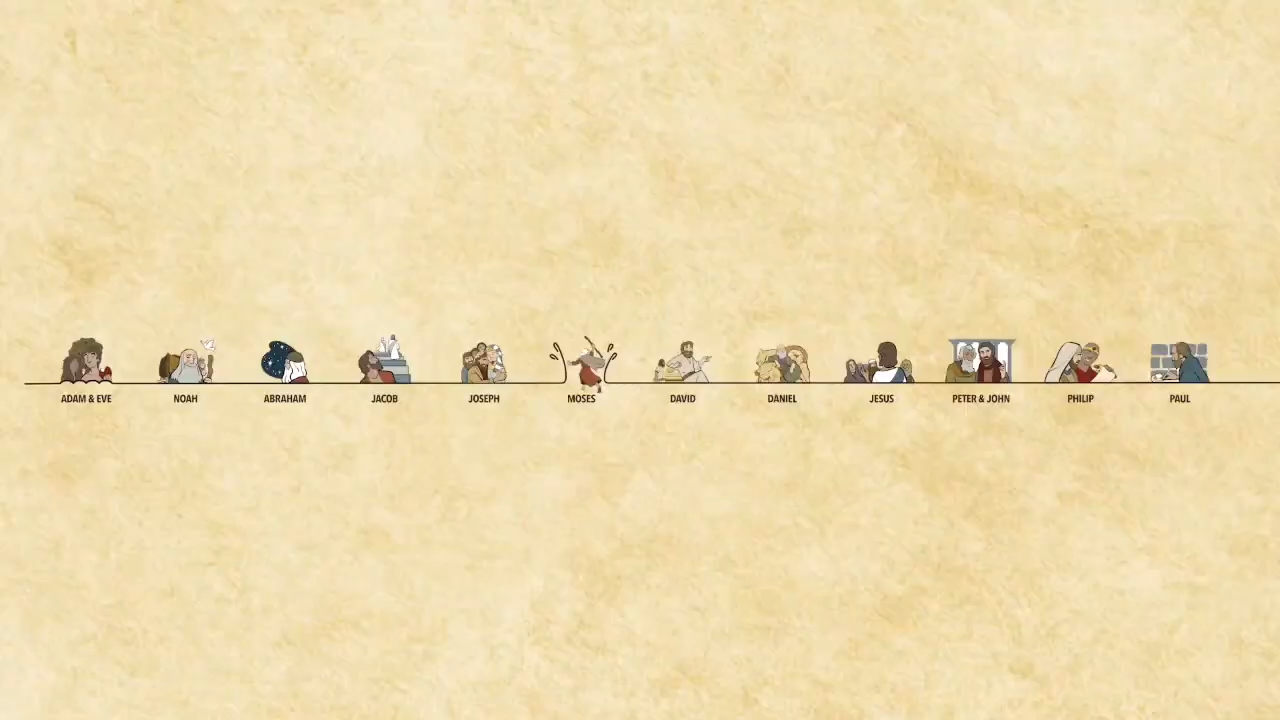 ADAM & EVE
NOAH
ABRAHAM
JACOB
JOSEPH
MOSES
DAVID
DANIEL
JESUS
PETER & JOHN
PHILIP
PAUL